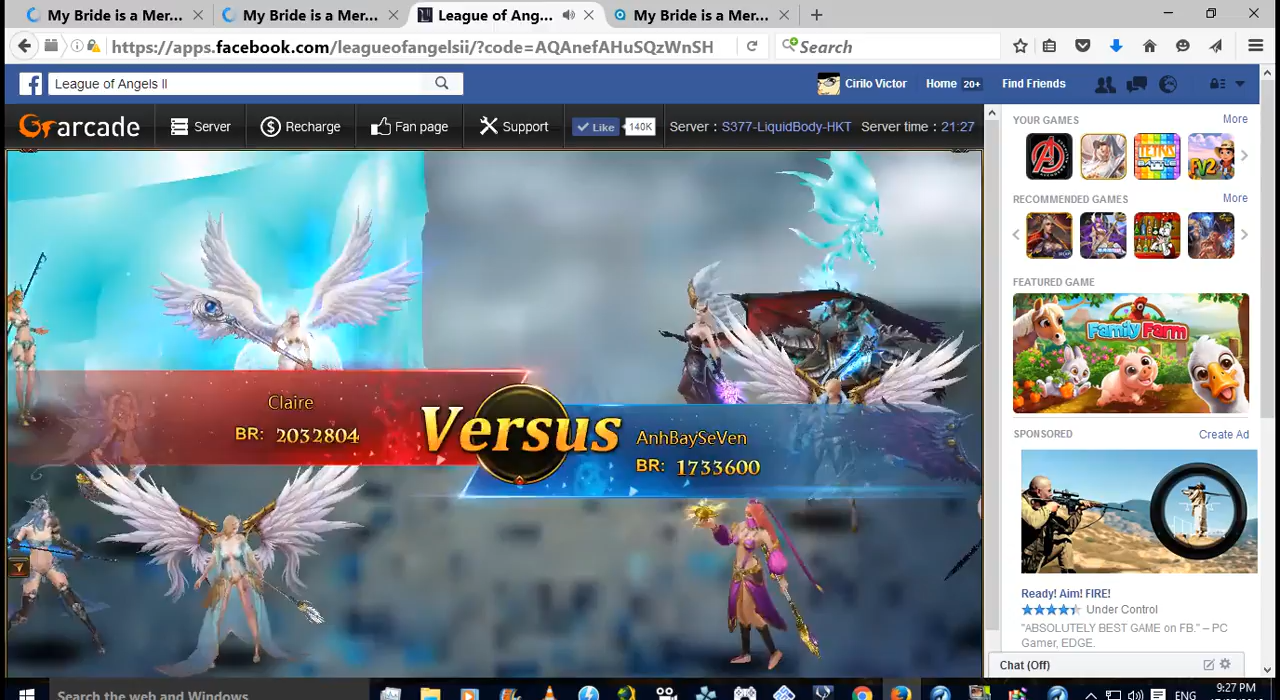 My Bride is a Mer...
My Bride is a Mer...
League of Ang...
My Bride is a Mer...
https://apps.facebook.com/leagueofangelsii/?code=AQAnefAHuSQzWnSH
Search
League of Angels II
Cirilo Victor
Home 20+
Find Friends
GTarcade
Server
Recharge
Fan page
Support
Like 140K
Server : S377-LiquidBody-HKT
Server time : 21:27
YOUR GAMES
More
TETRIS
BATTLE
FV2
RECOMMENDED GAMES
More
FEATURED GAME
Family Farm
SPONSORED
Create Ad
Claire
BR: 2032804
Versus
AnhBaySeVen
BR: 1733600
Ready! Aim! FIRE!
Under Control
"ABSOLUTELY BEST GAME on FB." – PC
Gamer, EDGE.
Chat (Off)
Search the web and Windows
ENG
9:27 PM